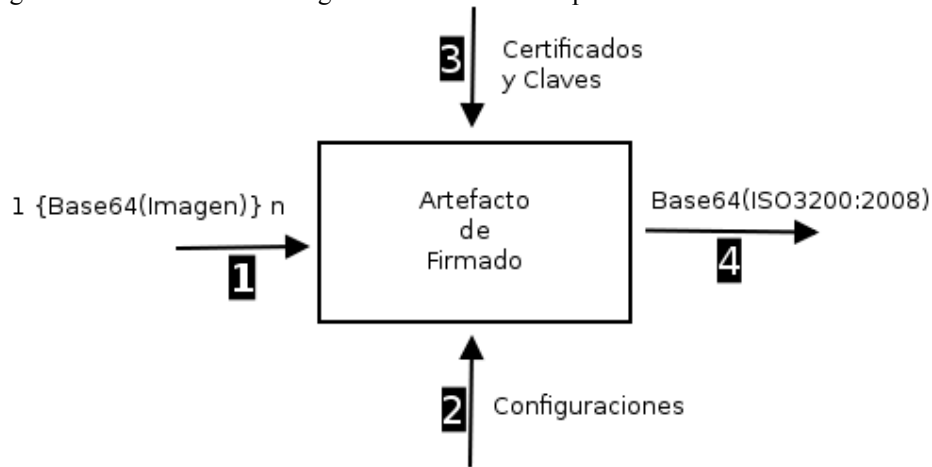 3
Certificados
y Claves
1 {Base64(Imagen)} n
1
Artefacto
de
Firmado
Base64(ISO3200:2008)
4
2
Configuraciones